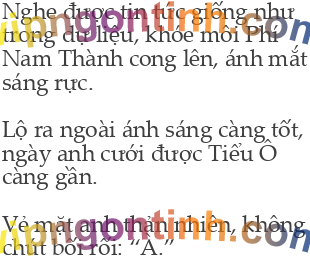 Nghe được tin tức giống như
trong dự liệu, khóe môi Phí
Nam Thành cong lên, ánh mắt
sáng rực.
Lộ ra ngoài ánh sáng càng tốt,
ngày anh cưới được Tiểu Ô
càng gần.
Vẻ mặt anh thản nhiên, không
chút bối rối: “À.”